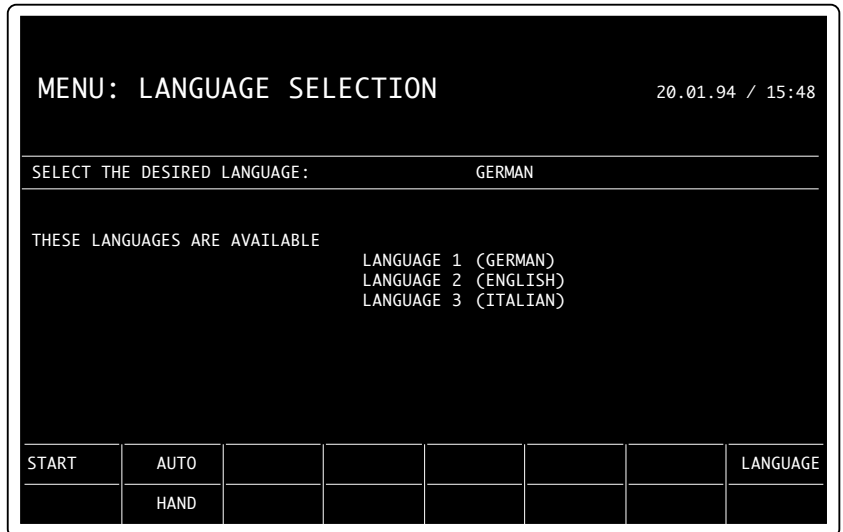 MENU: LANGUAGE SELECTION 20.01.94 / 15:48
SELECT THE DESIRED LANGUAGE: GERMAN
THESE LANGUAGES ARE AVAILABLE
LANGUAGE 1 (GERMAN)
LANGUAGE 2 (ENGLISH)
LANGUAGE 3 (ITALIAN)
START AUTO LANGUAGE
HAND